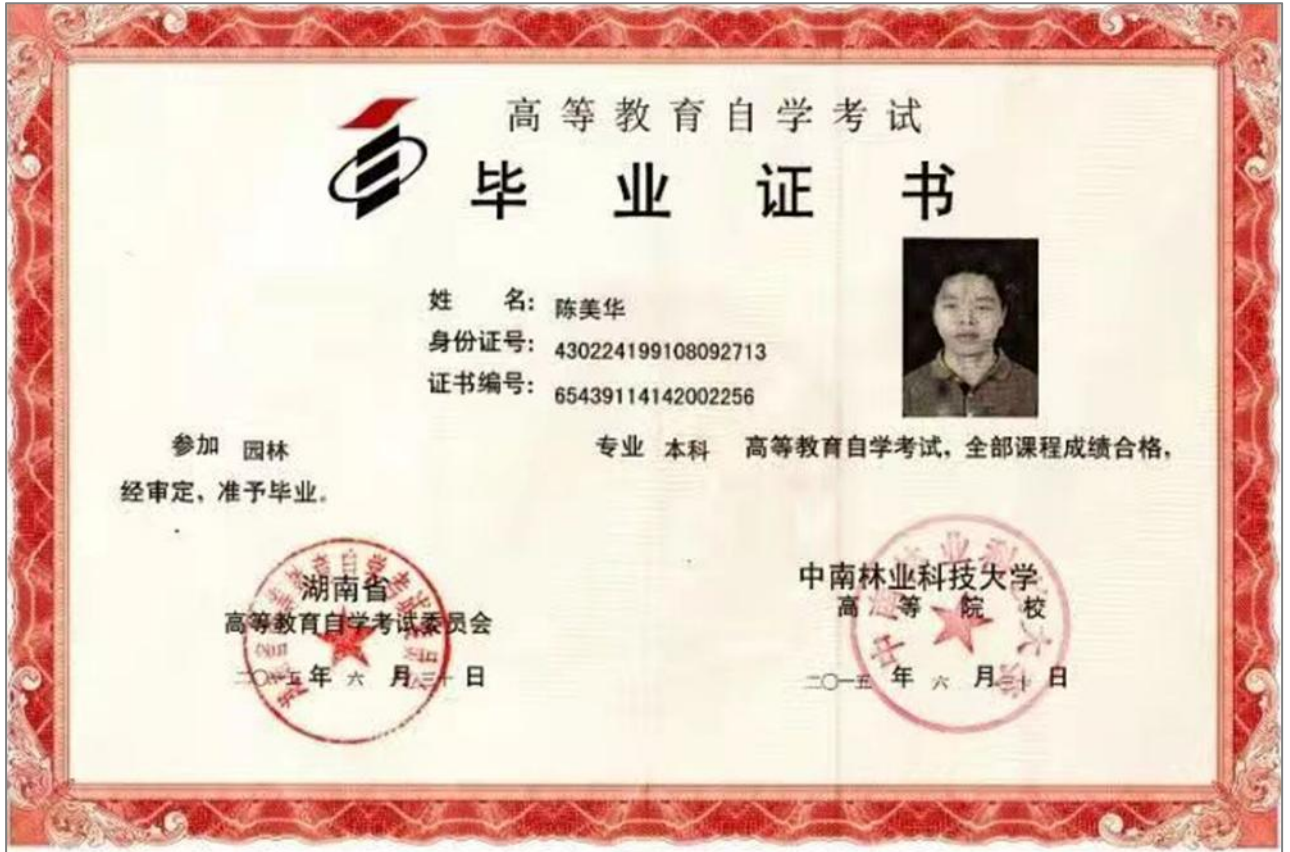 高等教育自学考试
毕业证书
姓 名: 陈美华
身份证号: 430224199108092713
证书编号: 65439114142002256
参加 园林 专业 本科 高等教育自学考试,全部课程成绩合格,
经审定,准予毕业。
湖南省
高等教育自学考试委员会
二〇一五 年 六 月 三十 日
中南林业科技大学
高等院校
二〇一五 年 六 月 三十 日